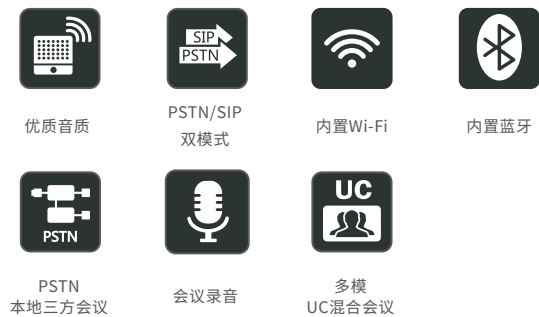 SIP
PSTN
优质音质
PSTN/SIP
双模式
内置Wi-Fi
内置蓝牙
PSTN
UC
PSTN
本地三方会议
会议录音
多模
UC混合会议